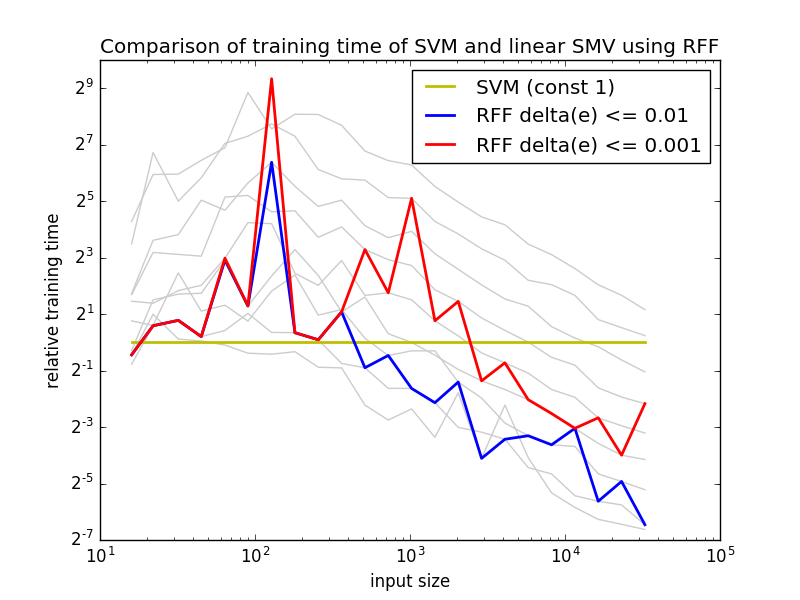 Comparison of training time of SVM and linear SMV using RFF
SVM (const 1)
RFF delta(e) <= 0.01
RFF delta(e) <= 0.001
relative training time
2^9
2^7
2^5
2^3
2^1
2^-1
2^-3
2^-5
2^-7
10^1 10^2 10^3 10^4 10^5
input size